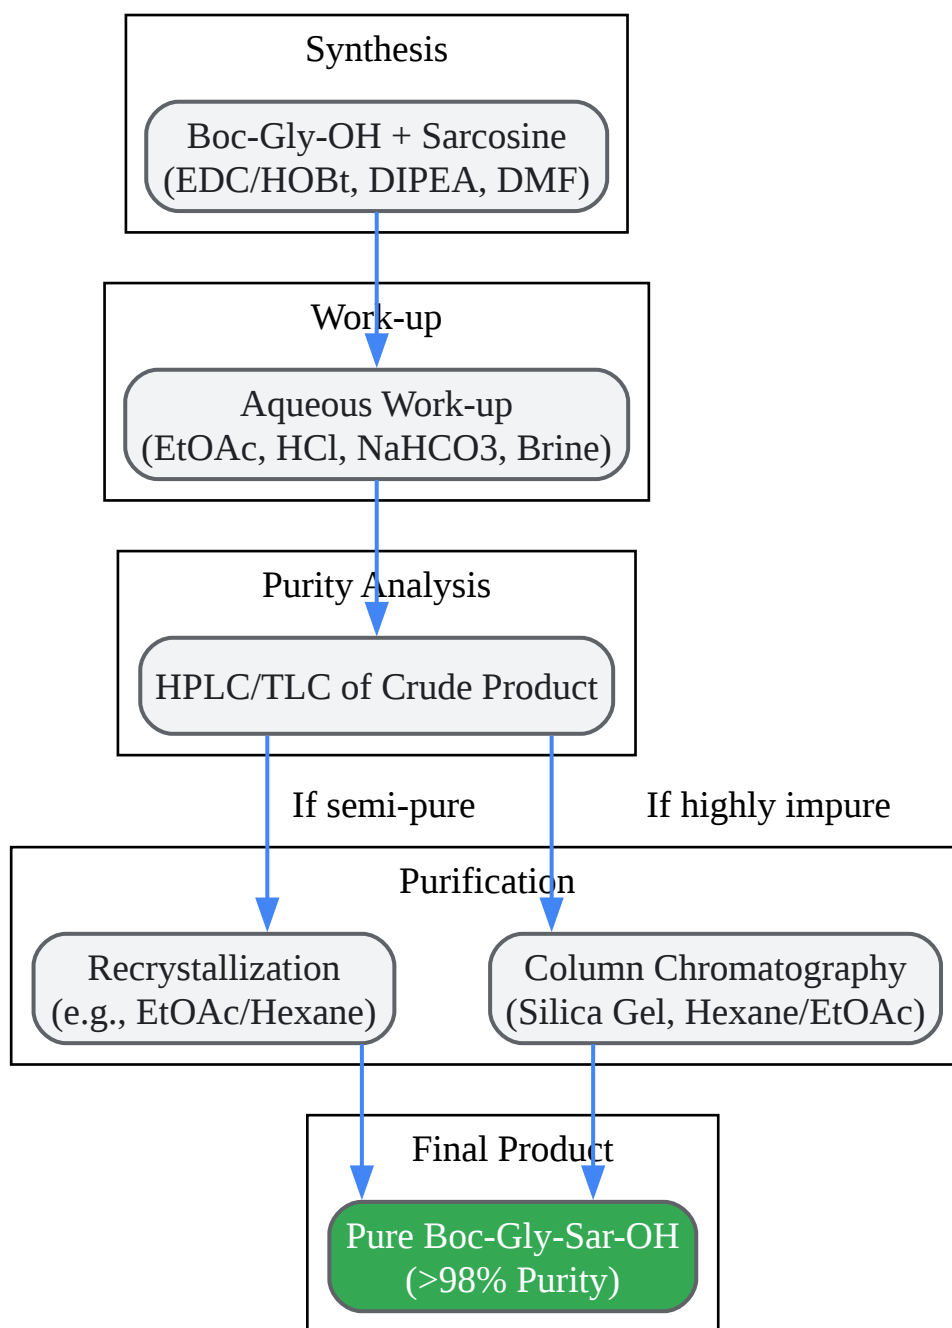 Synthesis
Boc-Gly-OH + Sarcosine
(EDC/HOBt, DIPEA, DMF)
Work-up
Aqueous Work-up
(EtOAc, HCl, NaHCO3, Brine)
Purity Analysis
HPLC/TLC of Crude Product
If semi-pure
If highly impure
Purification
Recrystallization
(e.g., EtOAc/Hexane)
Column Chromatography
(Silica Gel, Hexane/EtOAc)
Final Product
Pure Boc-Gly-Sar-OH
(>98% Purity)